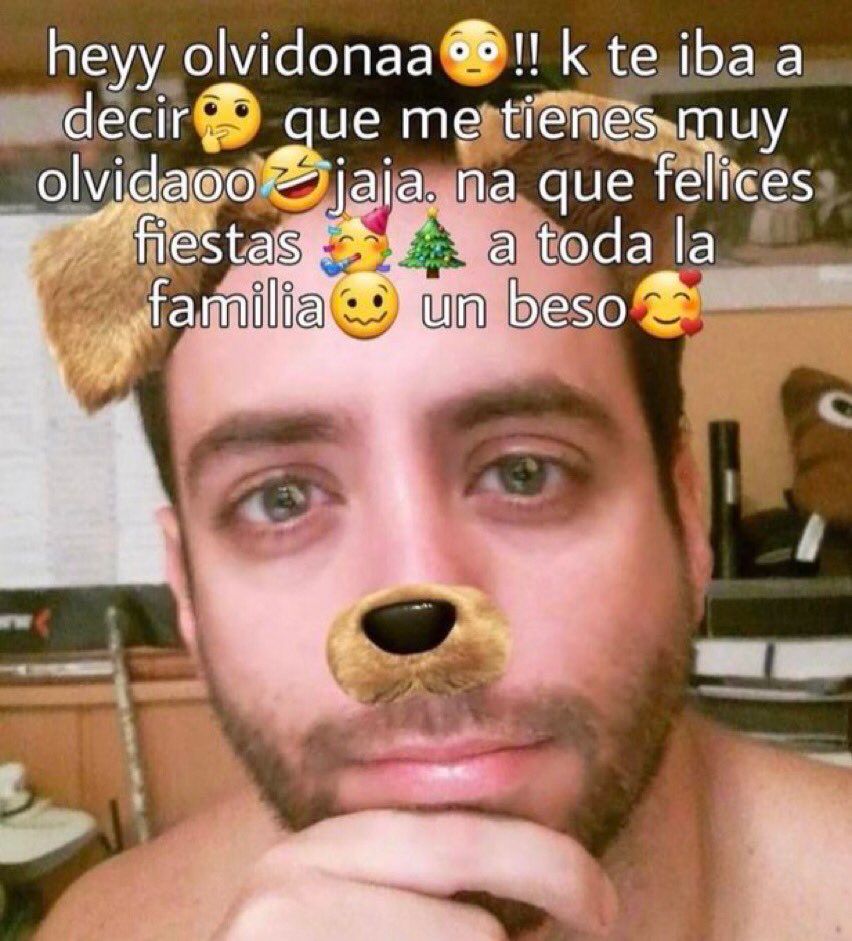 heyy olvidonaa😳!! k te iba a
decir🤔 que me tienes muy
olvidaoo🤣jaja. na que felices
fiestas 🥳🎄 a toda la
familia🥴 un beso🥰